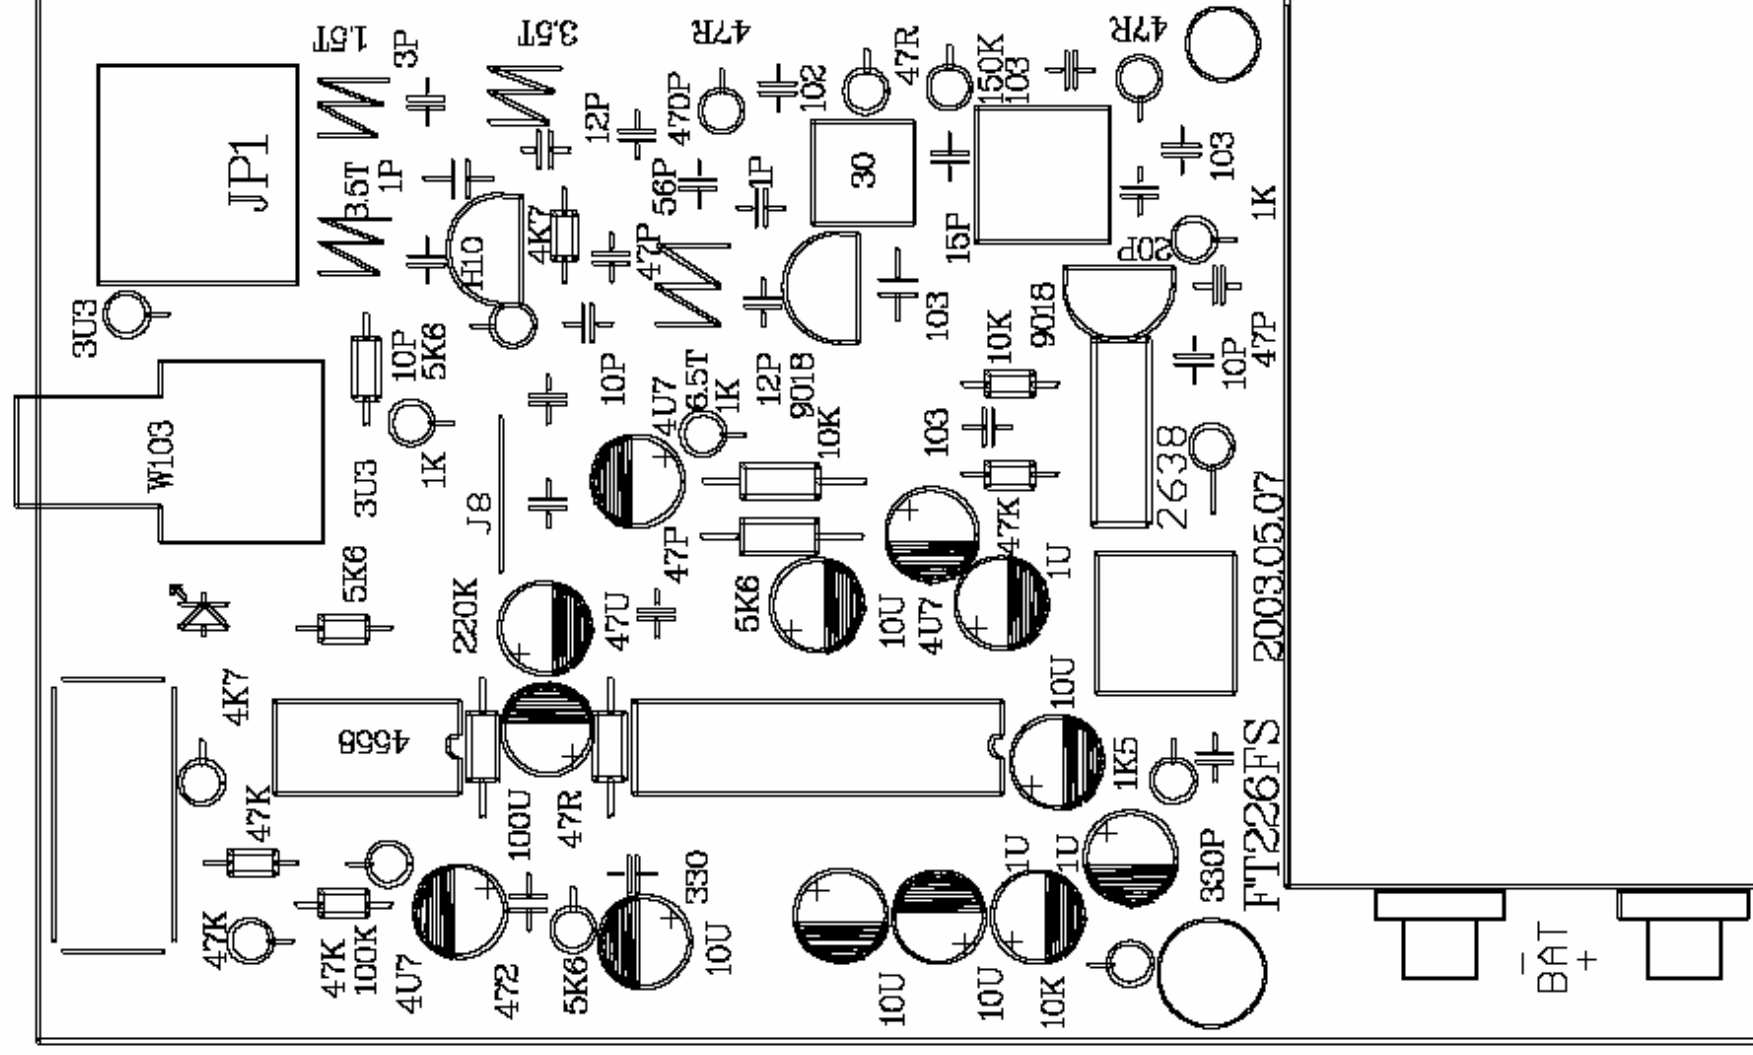 1.5T
3P
3.5T
47R
47R
47R
150K
103
102
12P
470P
JP1
3.5T
1P
56P
1P
30
103
1K
4K7
H10
47P
15P
20P
3U3
10P
5K6
10P
4U7
6.5T
1K
12P
9018
10K
103
10K
9018
10P
47P
W103
3U3
1K
J8
103
2638
47P
47K
1U
5K6
220K
47U
5K6
10U
4U7
2003.05.07
4K7
4558
10U
1K5
FT226FS
47K
100U
47R
330
1U
1U
330P
47K
47K
100K
4U7
472
5K6
10U
10U
10U
10K
-
BAT
+